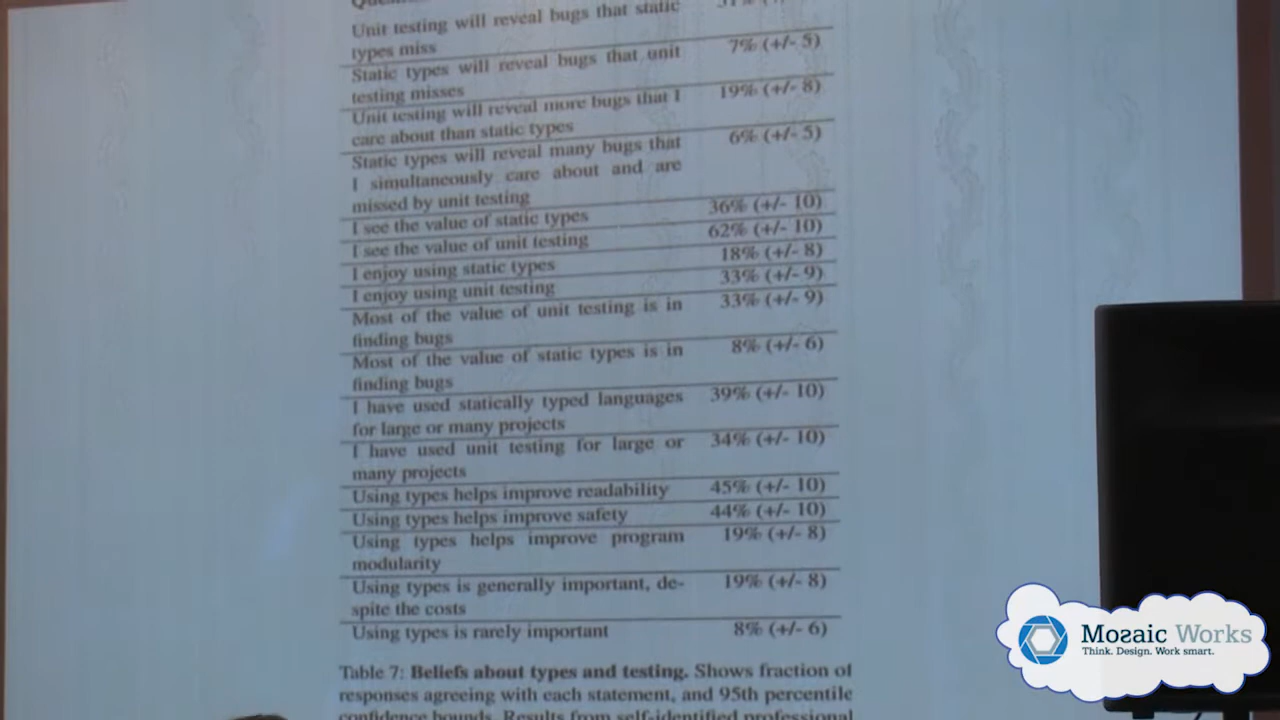 Unit testing will reveal bugs that static
types miss
Static types will reveal bugs that unit 7% (+/- 5)
testing misses
Unit testing will reveal more bugs that I 19% (+/- 8)
care about than static types
Static types will reveal many bugs that 6% (+/- 5)
I simultaneously care about and are
missed by unit testing
I see the value of static types 36% (+/- 10)
I see the value of unit testing 62% (+/- 10)
I enjoy using static types 18% (+/- 8)
I enjoy using unit testing 33% (+/- 9)
Most of the value of unit testing is in 33% (+/- 9)
finding bugs
Most of the value of static types is in 8% (+/- 6)
finding bugs
I have used statically typed languages 39% (+/- 10)
for large or many projects
I have used unit testing for large or 34% (+/- 10)
many projects
Using types helps improve readability 45% (+/- 10)
Using types helps improve safety 44% (+/- 10)
Using types helps improve program 19% (+/- 8)
modularity
Using types is generally important, de- 19% (+/- 8)
spite the costs
Using types is rarely important 8% (+/- 6)
Table 7: Beliefs about types and testing. Shows fraction of
responses agreeing with each statement, and 95th percentile
confidence bounds. Results from self-identified professional
Mozaic Works
Think. Design. Work smart.